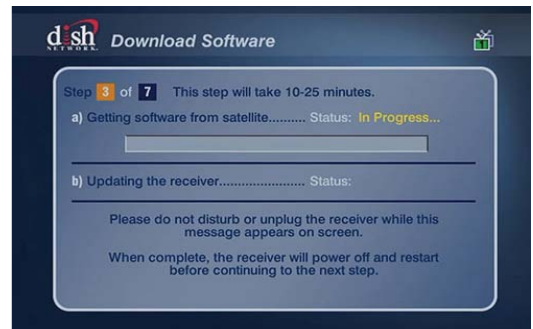 dish
NETWORK.
Download Software
1
Step 3 of 7 This step will take 10-25 minutes.
a) Getting software from satellite.......... Status: In Progress...
b) Updating the receiver....................... Status:
Please do not disturb or unplug the receiver while this
message appears on screen.
When complete, the receiver will power off and restart
before continuing to the next step.